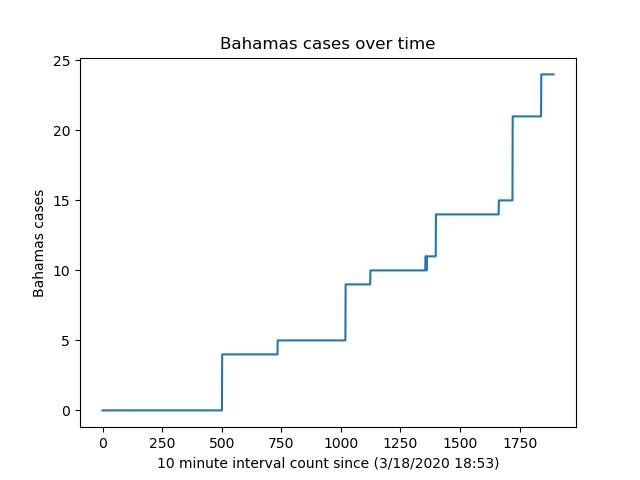 Bahamas cases over time
25
20
15
10
5
0
Bahamas cases
0 250 500 750 1000 1250 1500 1750
10 minute interval count since (3/18/2020 18:53)